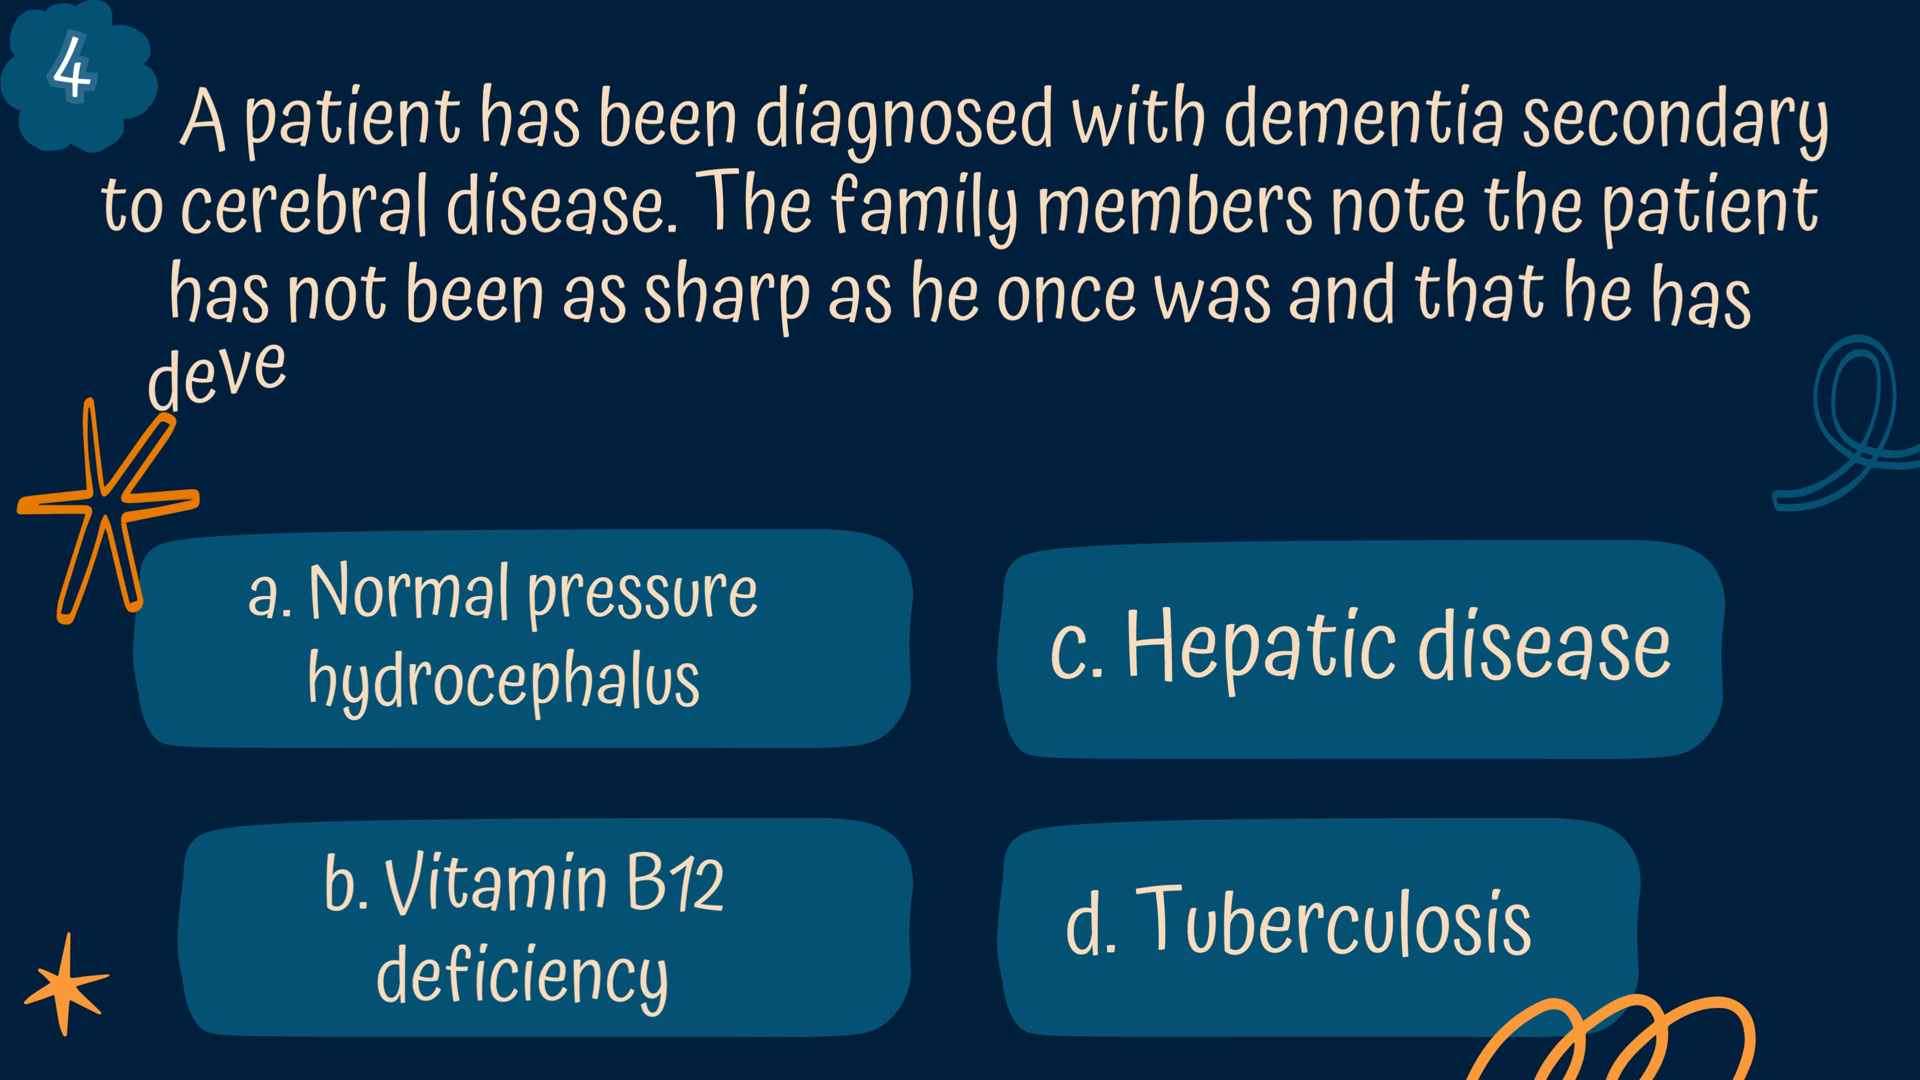 4
A patient has been diagnosed with dementia secondary
to cerebral disease. The family members note the patient
has not been as sharp as he once was and that he has
deve
a. Normal pressure
hydrocephalus
c. Hepatic disease
b. Vitamin B12
deficiency
d. Tuberculosis